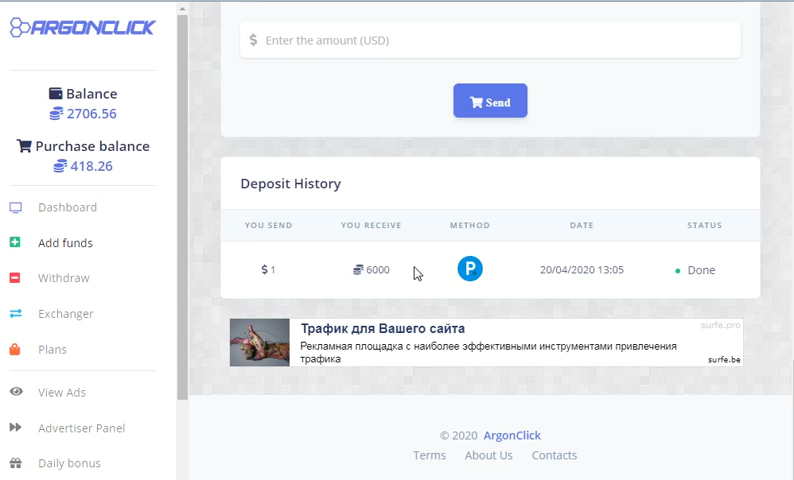 ARGONCLICK
Balance
2706.56
Purchase balance
418.26
Dashboard
Add funds
Withdraw
Exchanger
Plans
View Ads
Advertiser Panel
Daily bonus
$ Enter the amount (USD)
Send
Deposit History
YOU SEND YOU RECEIVE METHOD DATE STATUS
$ 1 6000 P 20/04/2020 13:05 Done
Трафик для Вашего сайта
surfe.pro
Рекламная площадка с наиболее эффективными инструментами привлечения
трафика
surfe.be
© 2020 ArgonClick
Terms About Us Contacts